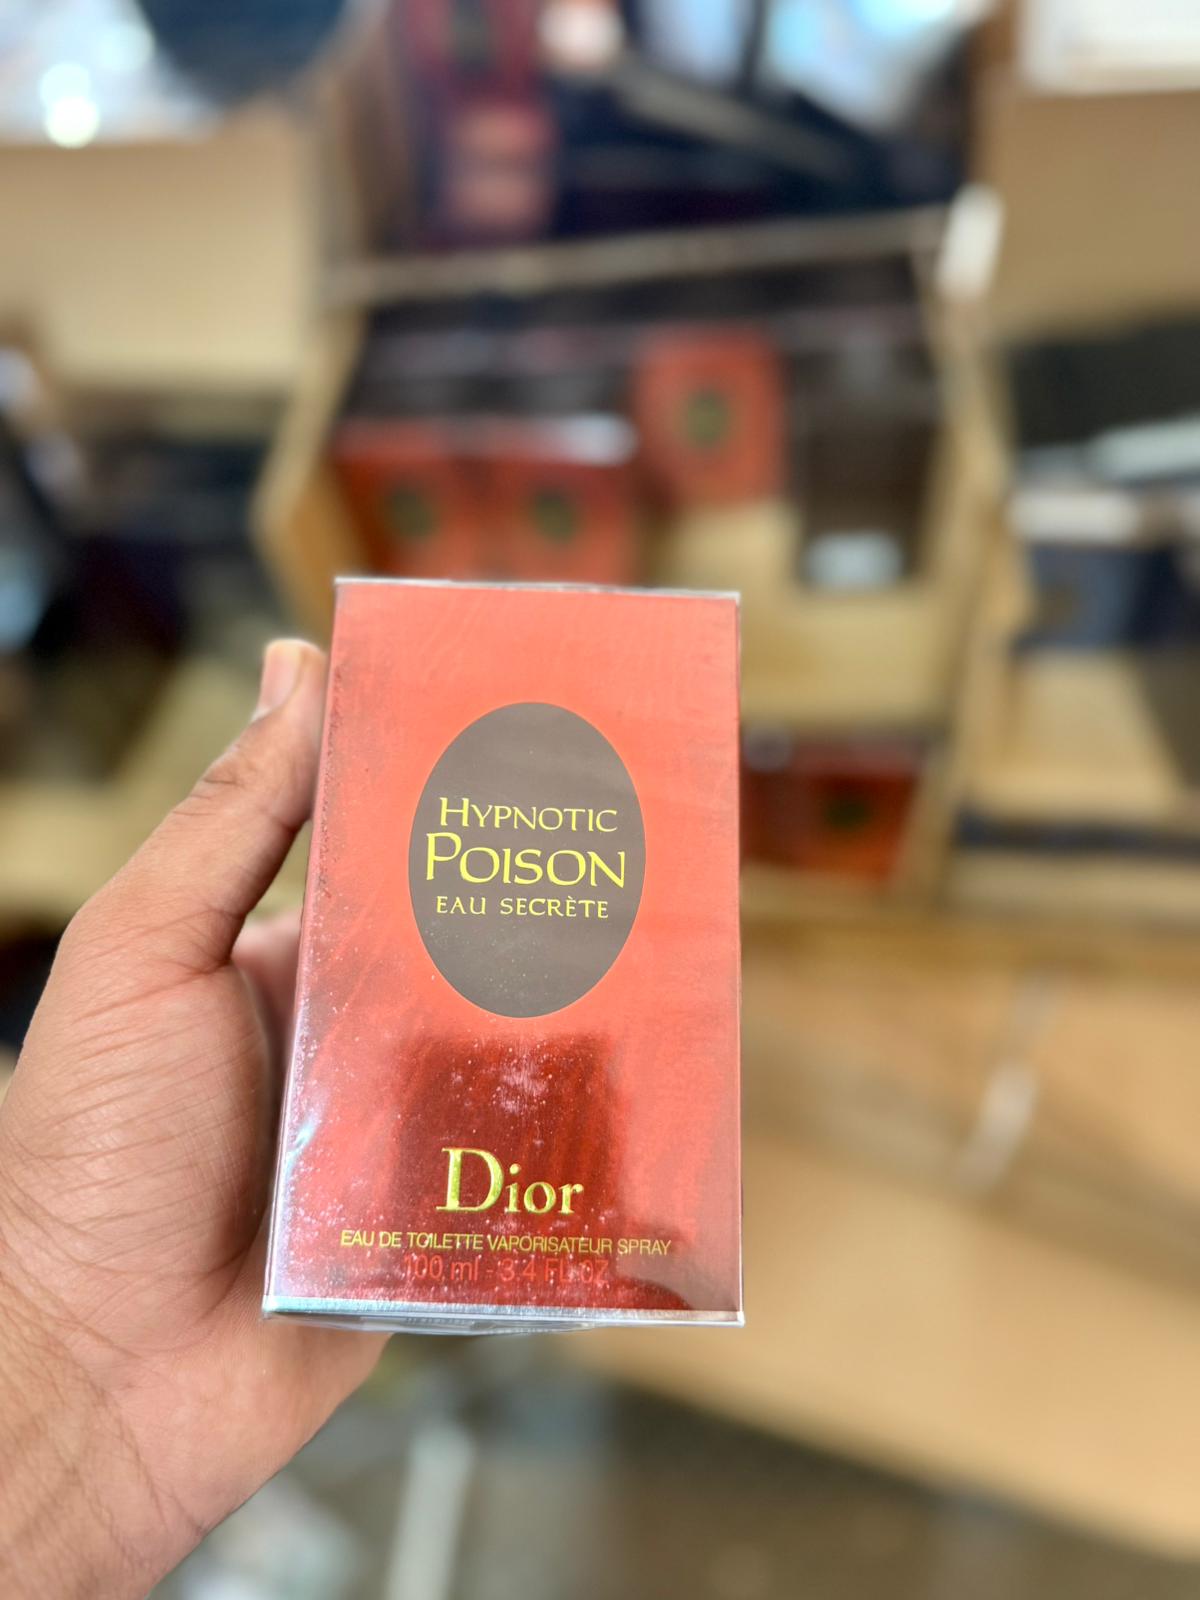 HYPNOTIC
POISON
EAU SECRÈTE
Dior
EAU DE TOILETTE VAPORISATEUR SPRAY
100 ml - 3.4 FL. OZ